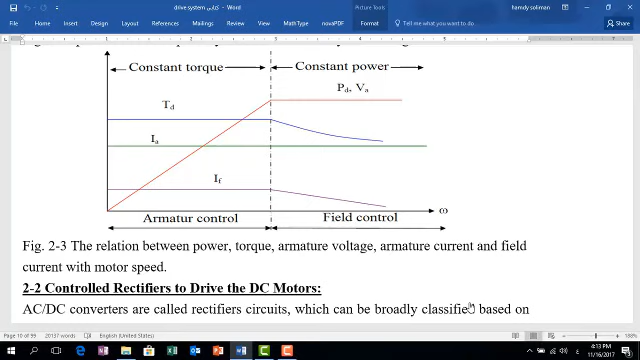 drive system كتابى - Word
Picture Tools
hamdy soliman
File Home Insert Design Layout References Mailings Review View MathType novaPDF Format Tell me what you want to do Share
Constant torque Constant power
Pd, Va
Td
Ia
If
ω
Armatur control Field control
Fig. 2-3 The relation between power, torque, armature voltage, armature current and field
current with motor speed.
2-2 Controlled Rectifiers to Drive the DC Motors:
AC/DC converters are called rectifiers circuits, which can be broadly classified based on
Page 10 of 99 English (United States) 188%
4:13 PM
11/16/2017